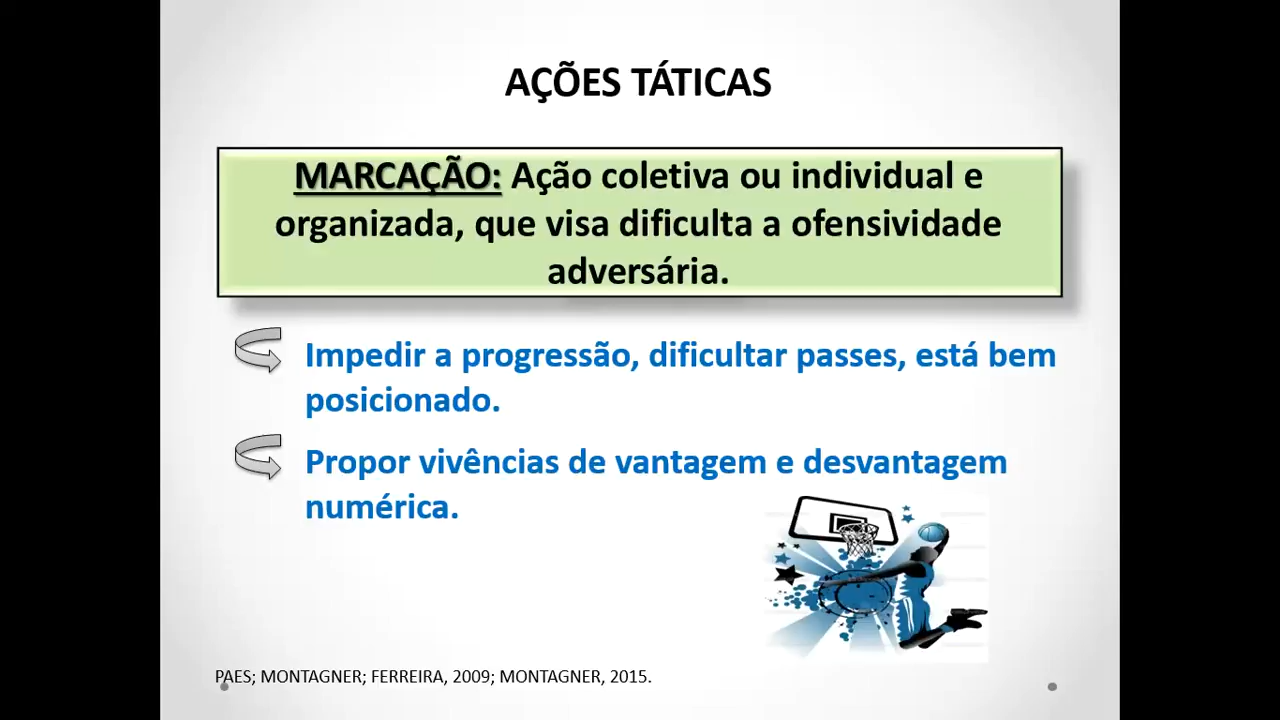 AÇÕES TÁTICAS
MARCAÇÃO: Ação coletiva ou individual e
organizada, que visa dificulta a ofensividade
adversária.
Impedir a progressão, dificultar passes, está bem
posicionado.
Propor vivências de vantagem e desvantagem
numérica.
PAES; MONTAGNER; FERREIRA, 2009; MONTAGNER, 2015.